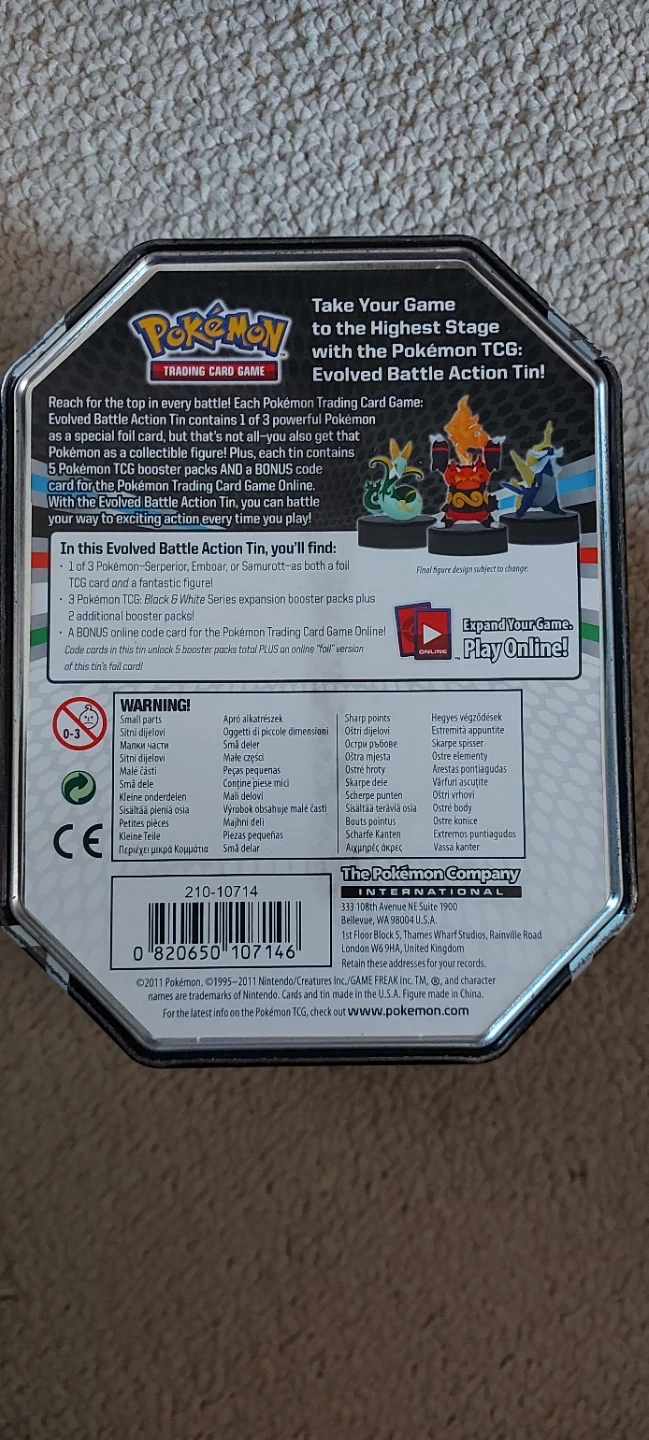 POKéMON
TRADING CARD GAME
Take Your Game
to the Highest Stage
with the Pokémon TCG:
Evolved Battle Action Tin!
Reach for the top in every battle! Each Pokémon Trading Card Game:
Evolved Battle Action Tin contains 1 of 3 powerful Pokémon
as a special foil card, but that's not all—you also get that
Pokémon as a collectible figure! Plus, each tin contains
5 Pokémon TCG booster packs AND a BONUS code
card for the Pokémon Trading Card Game Online.
With the Evolved Battle Action Tin, you can battle
your way to exciting action every time you play!
In this Evolved Battle Action Tin, you'll find:
• 1 of 3 Pokémon—Serperior, Emboar, or Samurott—as both a foil
TCG card and a fantastic figure!
• 3 Pokémon TCG: Black & White Series expansion booster packs plus
2 additional booster packs!
• A BONUS online code card for the Pokémon Trading Card Game Online!
Code cards in this tin unlock 5 booster packs total PLUS an online "foil" version
of this tin's foil card!
Final figure design subject to change.
ONLINE
Expand Your Game.
Play Online!
0-3
CE
WARNING!
Small parts
Sitni dijelovi
Малки части
Sitni dijelovi
Malé části
Små dele
Kleine onderdelen
Sisältää pieniä osia
Petites pièces
Kleine Teile
Περιέχει μικρά Κομμάτια
Apró alkatrészek
Oggetti di piccole dimensioni
Små deler
Małe części
Peças pequenas
Conţine piese mici
Mali delovi
Výrobok obsahuje malé časti
Majhni deli
Piezas pequeñas
Små delar
Sharp points
Oštri dijelovi
Остри ръбове
Oštra mjesta
Ostré hroty
Skarpe dele
Scherpe punten
Sisältää teräviä osia
Bouts pointus
Scharfe Kanten
Αιχμηρές άκρες
Hegyes végződések
Estremità appuntite
Skarpe spisser
Ostre elementy
Arestas pontiagudas
Vârfuri ascuţite
Oštri vrhovi
Ostré body
Ostre konice
Extremos puntiagudos
Vassa kanter
210-10714
0 820650 107146
The Pokémon Company
INTERNATIONAL
333 108th Avenue NE Suite 1900
Bellevue, WA 98004 U.S.A.
1st Floor Block 5, Thames Wharf Studios, Rainville Road
London W6 9HA, United Kingdom
Retain these addresses for your records.
©2011 Pokémon. ©1995–2011 Nintendo/Creatures Inc./GAME FREAK inc. TM, ®, and character
names are trademarks of Nintendo. Cards and tin made in the U.S.A. Figure made in China.
For the latest info on the Pokémon TCG, check out www.pokemon.com